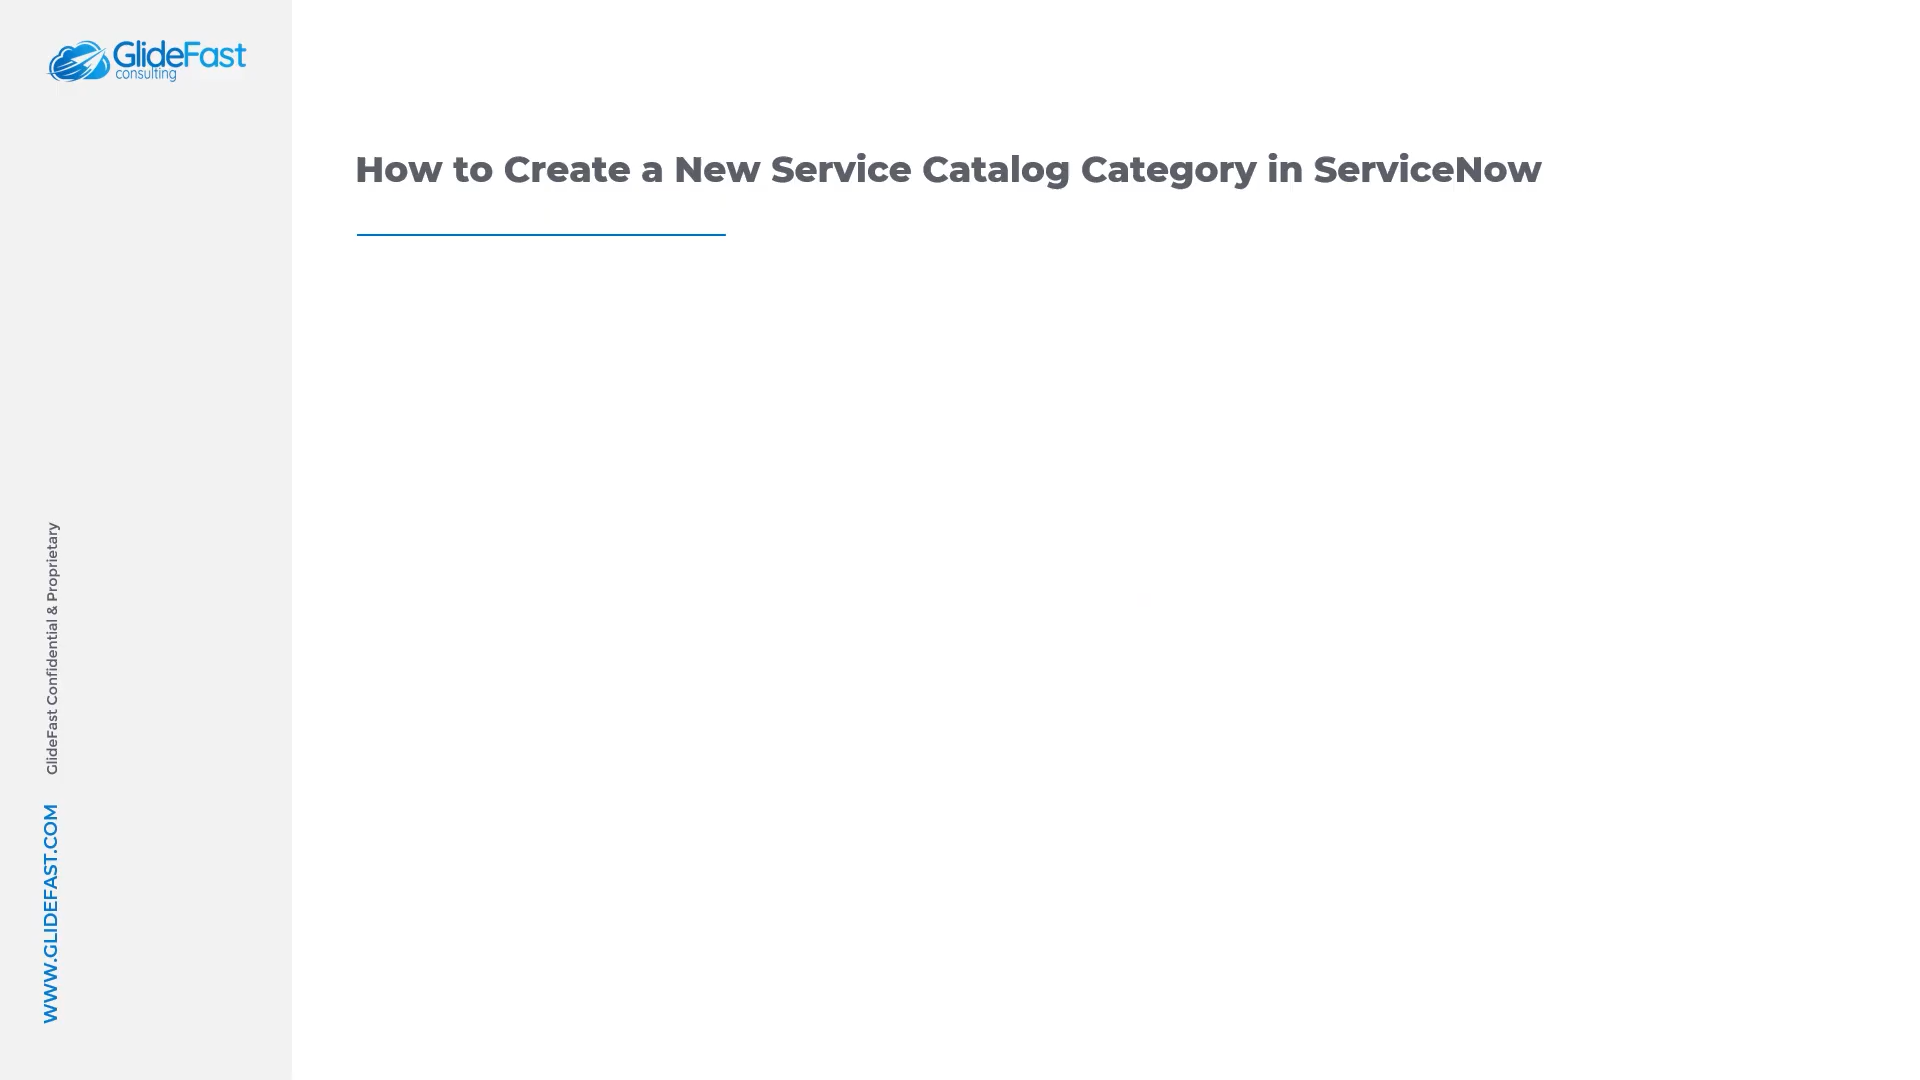 GlideFast
consulting
How to Create a New Service Catalog Category in ServiceNow
GlideFast Confidential & Proprietary
WWW.GLIDEFAST.COM